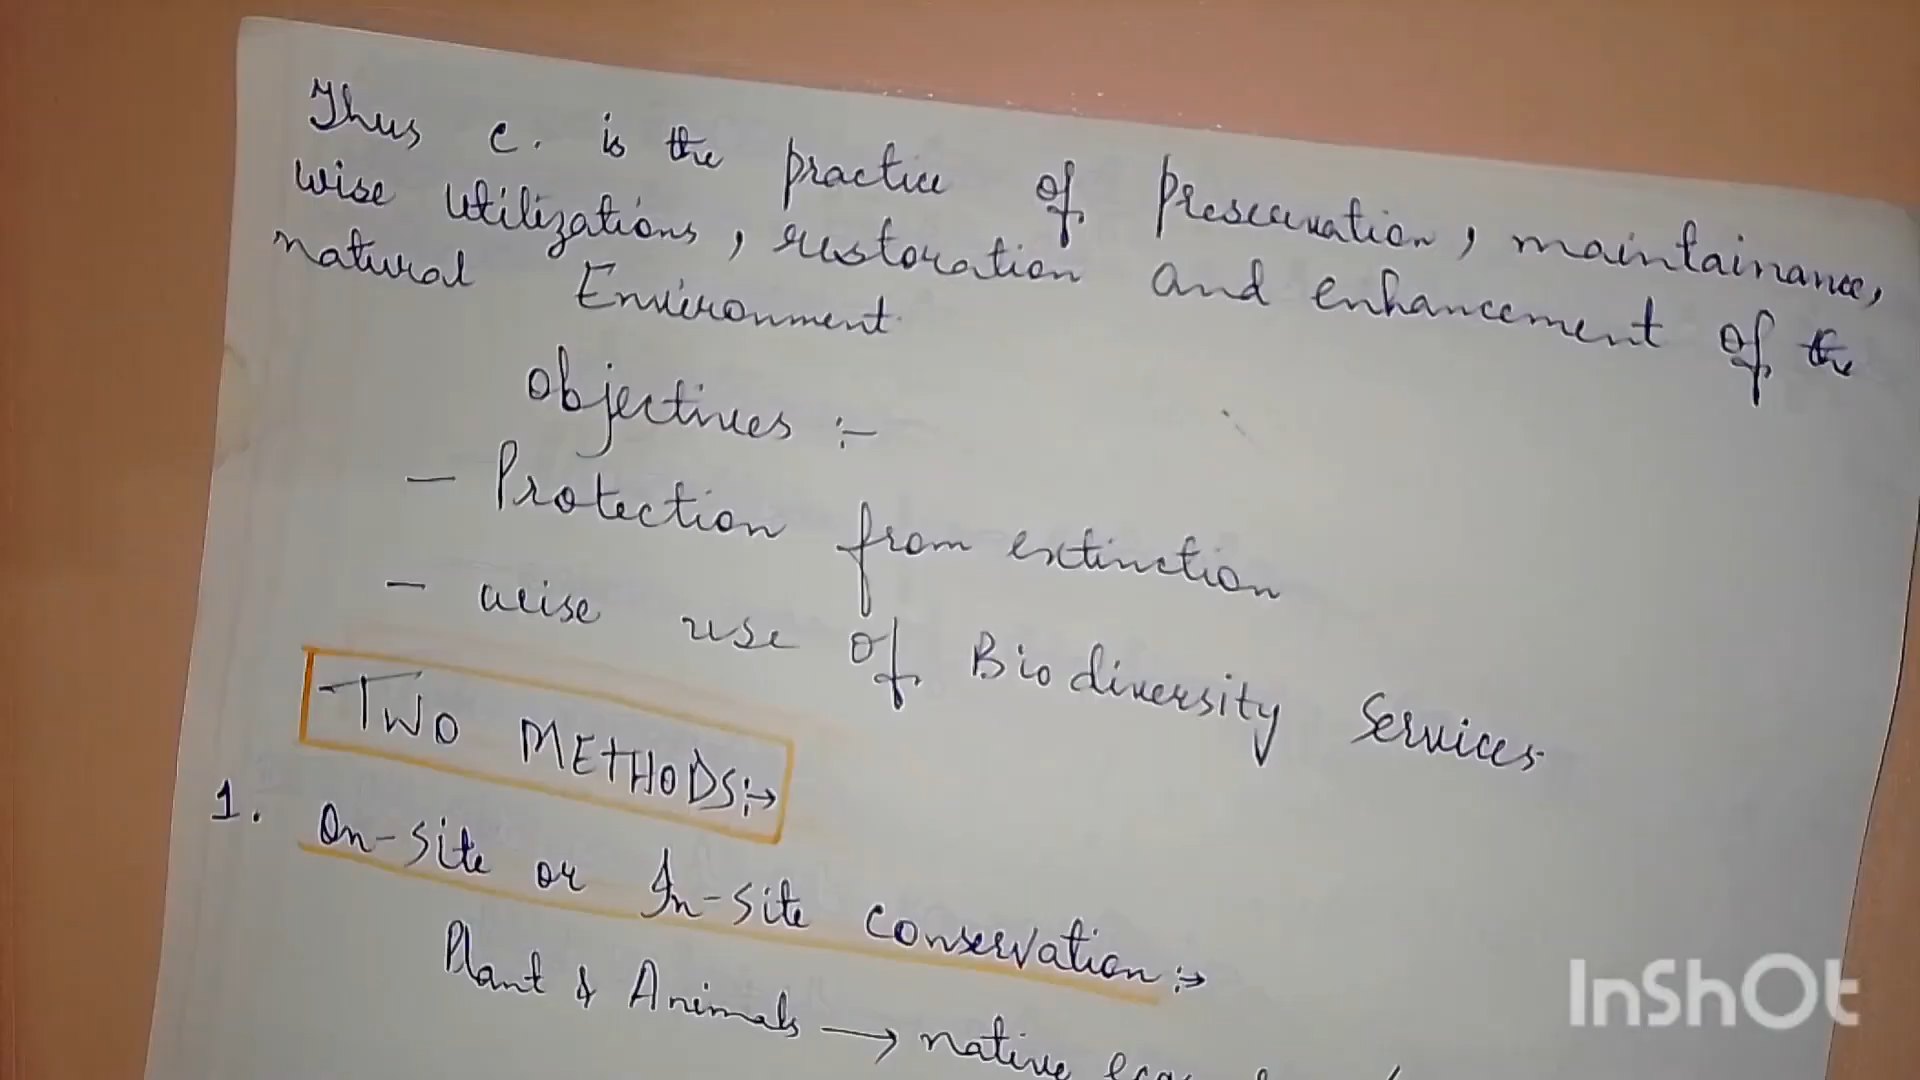 Thus c. is the practice of preservation, maintainance,
wise utilizations, restoration and enhancement of the
natural Environment.
Objectives :-
- Protection from extinction
- wise use of Biodiversity Services.
TWO METHODS:→
1. On-site or In-site conservation :→
Plant & Animals → native
InShOt